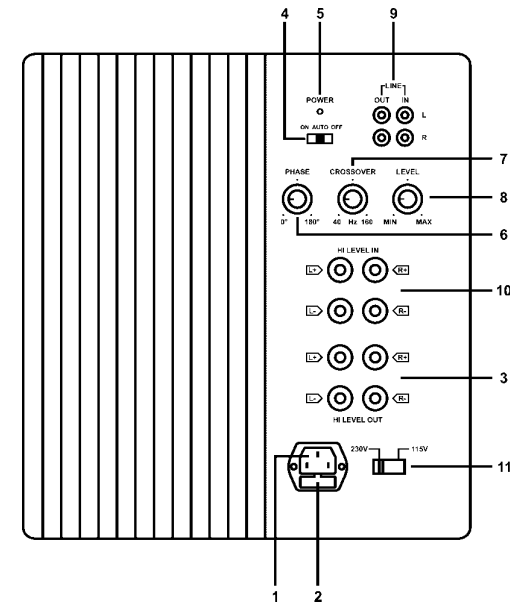 4 5 9
LINE
POWER OUT IN
L
ON AUTO OFF
R
7
PHASE CROSSOVER LEVEL
8
0° 180° 40 Hz 160 MIN MAX
6
HI LEVEL IN
L+ R+
10
L- R-
L+ R+
3
L- R-
HI LEVEL OUT
230V 115V
1
11
2